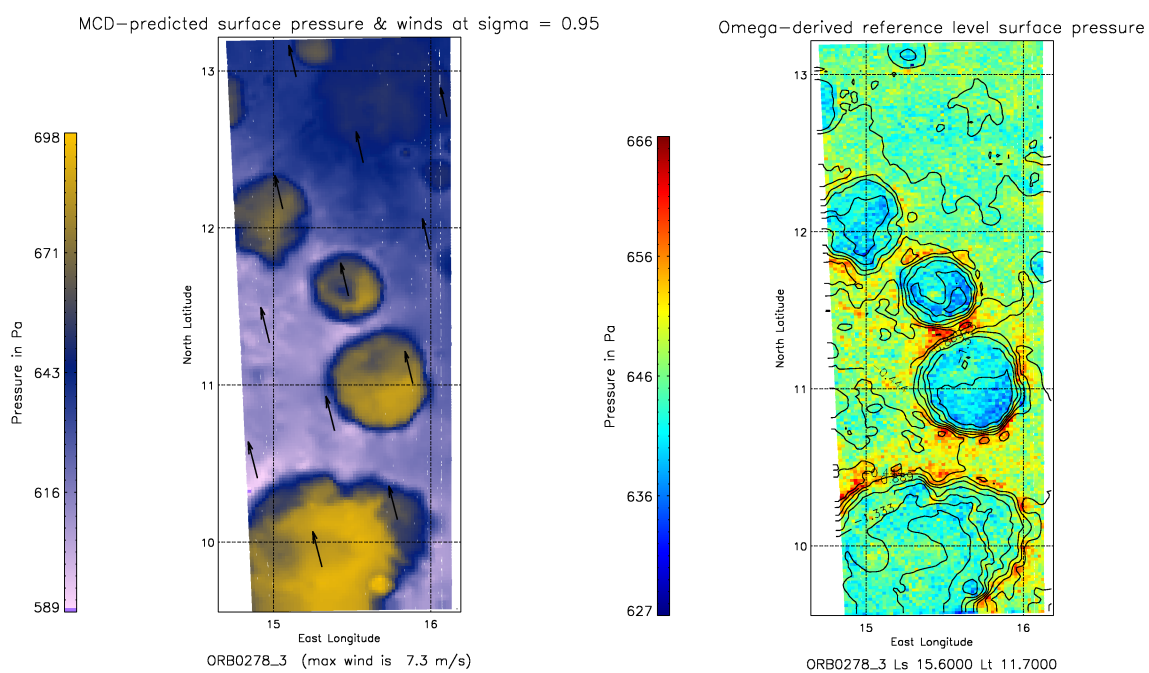 MCD-predicted surface pressure & winds at sigma = 0.95
698
671
643
616
589
Pressure in Pa
13
12
11
10
North Latitude
15 16
East Longitude
ORB0278_3 (max wind is 7.3 m/s)
Omega-derived reference level surface pressure
666
656
646
636
627
Pressure in Pa
13
12
11
10
North Latitude
-1.333
15 16
East Longitude
ORB0278_3 Ls 15.6000 Lt 11.7000